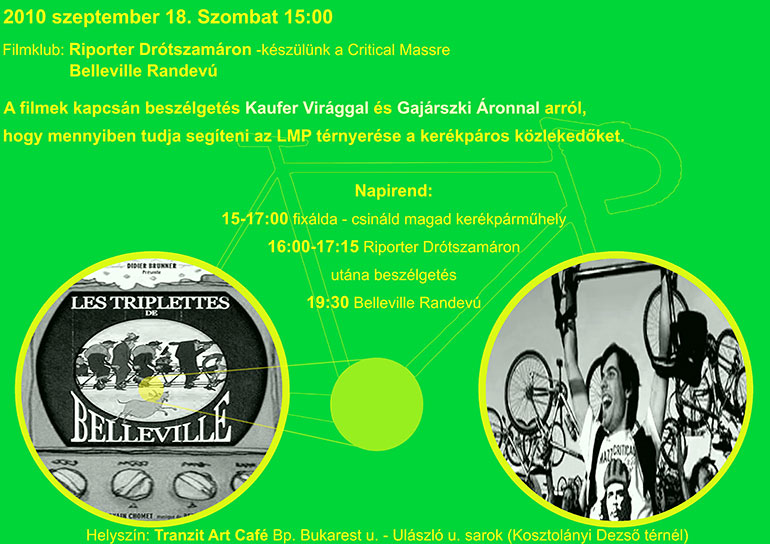 2010 szeptember 18. Szombat 15:00
Filmklub: Riporter Drótszamáron -készülünk a Critical Massre
Belleville Randevú
A filmek kapcsán beszélgetés Kaufer Virággal és Gajárszki Áronnal arról,
hogy mennyiben tudja segíteni az LMP térnyerése a kerékpáros közlekedőket.
Napirend:
15-17:00 fixálda - csináld magad kerékpárműhely
16:00-17:15 Riporter Drótszamáron
utána beszélgetés
19:30 Belleville Randevú
DIDIER BRUNNER
Présente
LES TRIPLETTES
DE
BELLEVILLE
CHOMET
Helyszín: Tranzit Art Café Bp. Bukarest u. - Ulászló u. sarok (Kosztolányi Dezső térnél)